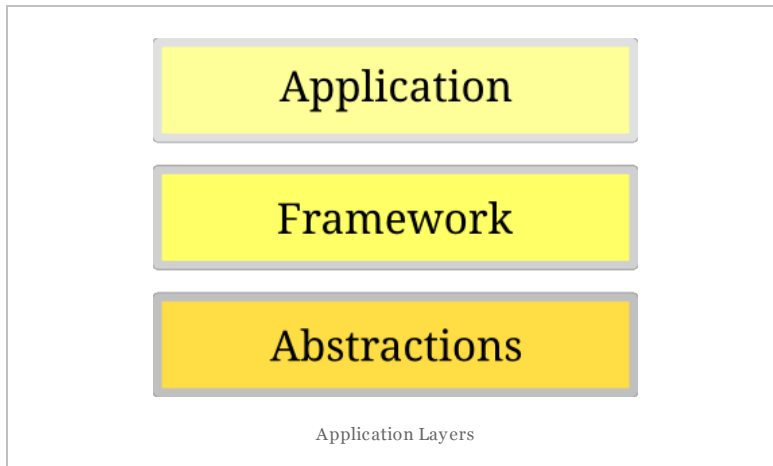 Application
Framework
Abstractions
Application Layers